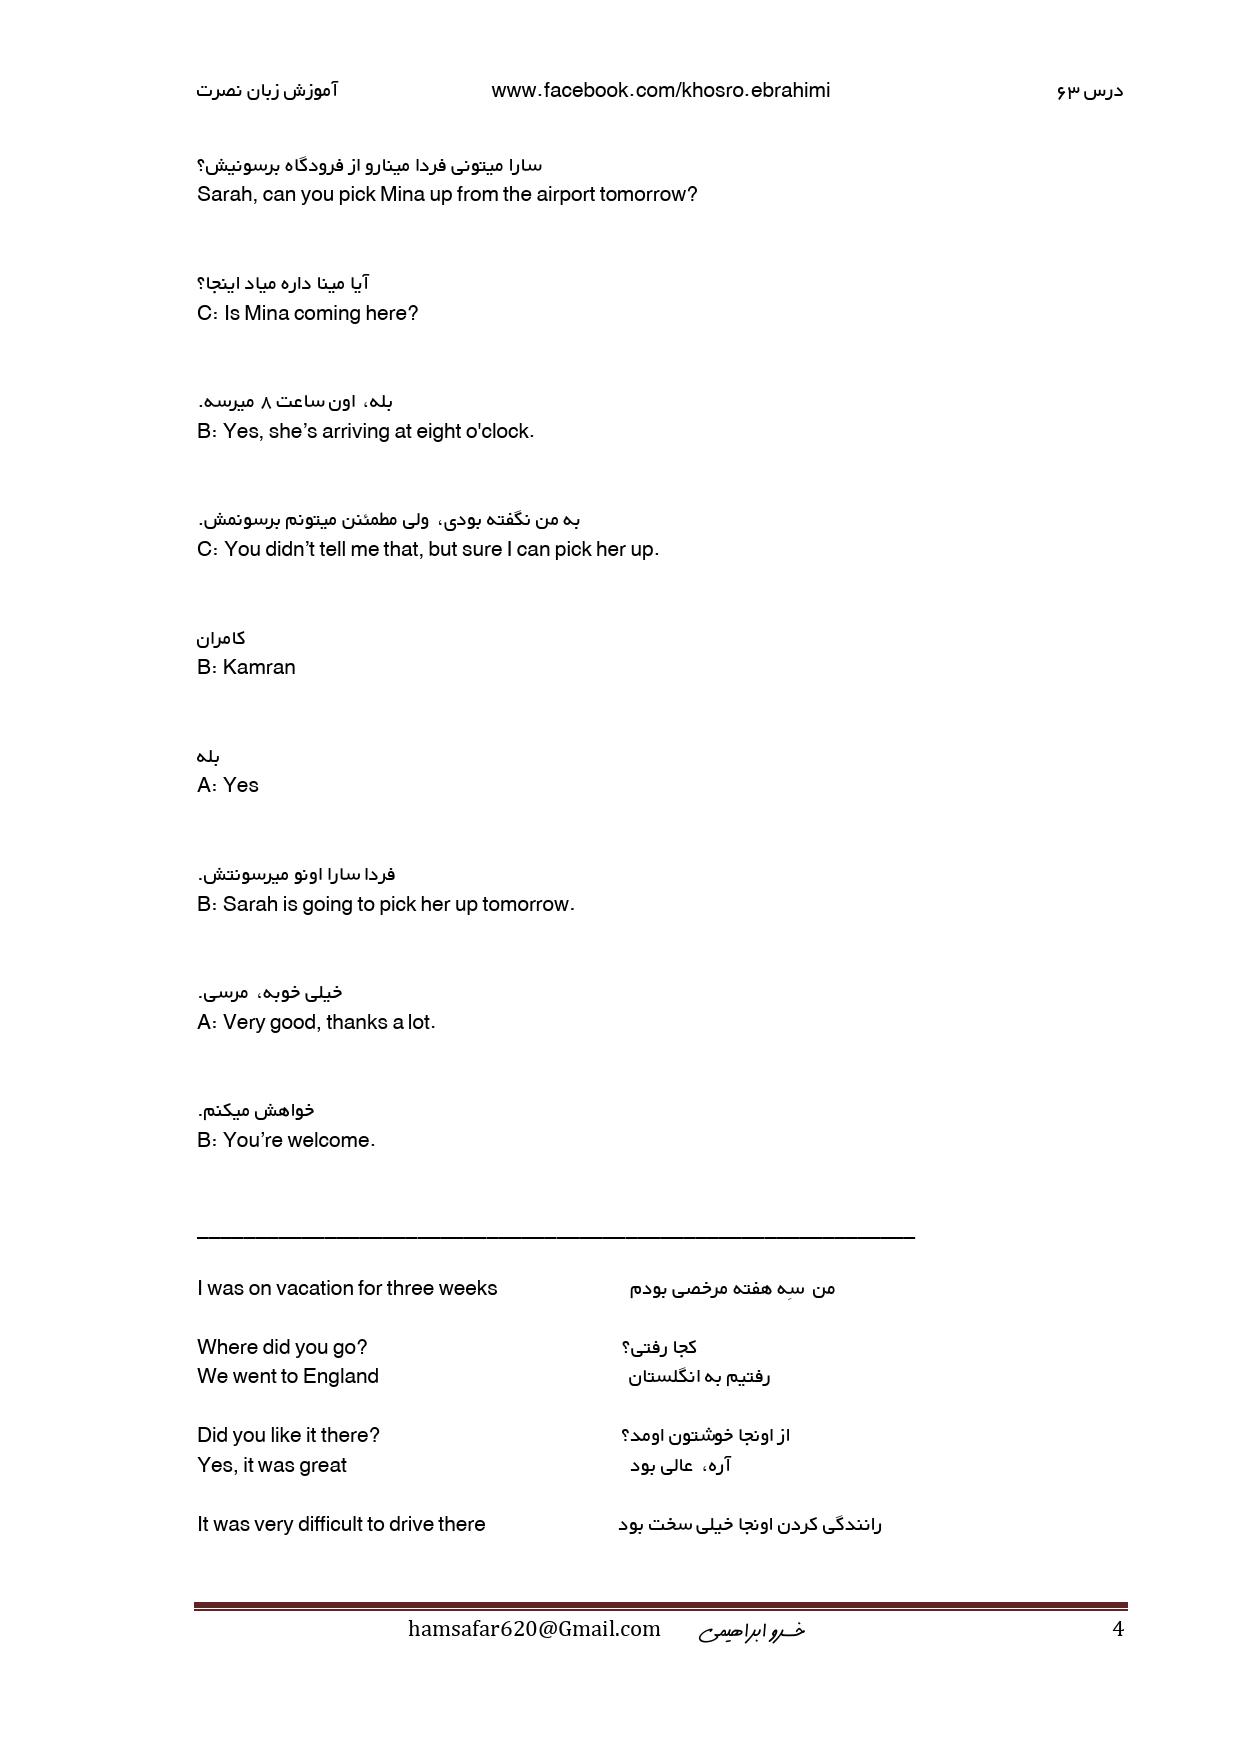 آموزش زبان نصرت www.facebook.com/khosro.ebrahimi درس ۶۳
سارا میتونی فردا مینارو از فرودگاه برسونیش؟
Sarah, can you pick Mina up from the airport tomorrow?
آیا مینا داره میاد اینجا؟
C: Is Mina coming here?
بله، اون ساعت ۸ میرسه.
B: Yes, she’s arriving at eight o'clock.
به من نگفته بودی، ولی مطمئنن میتونم برسونمش.
C: You didn’t tell me that, but sure I can pick her up.
کامران
B: Kamran
بله
A: Yes
فردا سارا اونو میرسونتش.
B: Sarah is going to pick her up tomorrow.
خیلی خوبه، مرسی.
A: Very good, thanks a lot.
خواهش میکنم.
B: You’re welcome.
I was on vacation for three weeks من سِه هفته مرخصی بودم
Where did you go? کجا رفتی؟
We went to England رفتیم به انگلستان
Did you like it there? از اونجا خوشتون اومد؟
Yes, it was great آره، عالی بود
It was very difficult to drive there رانندگی کردن اونجا خیلی سخت بود
hamsafar620@Gmail.com خسرو ابراهیمی 4